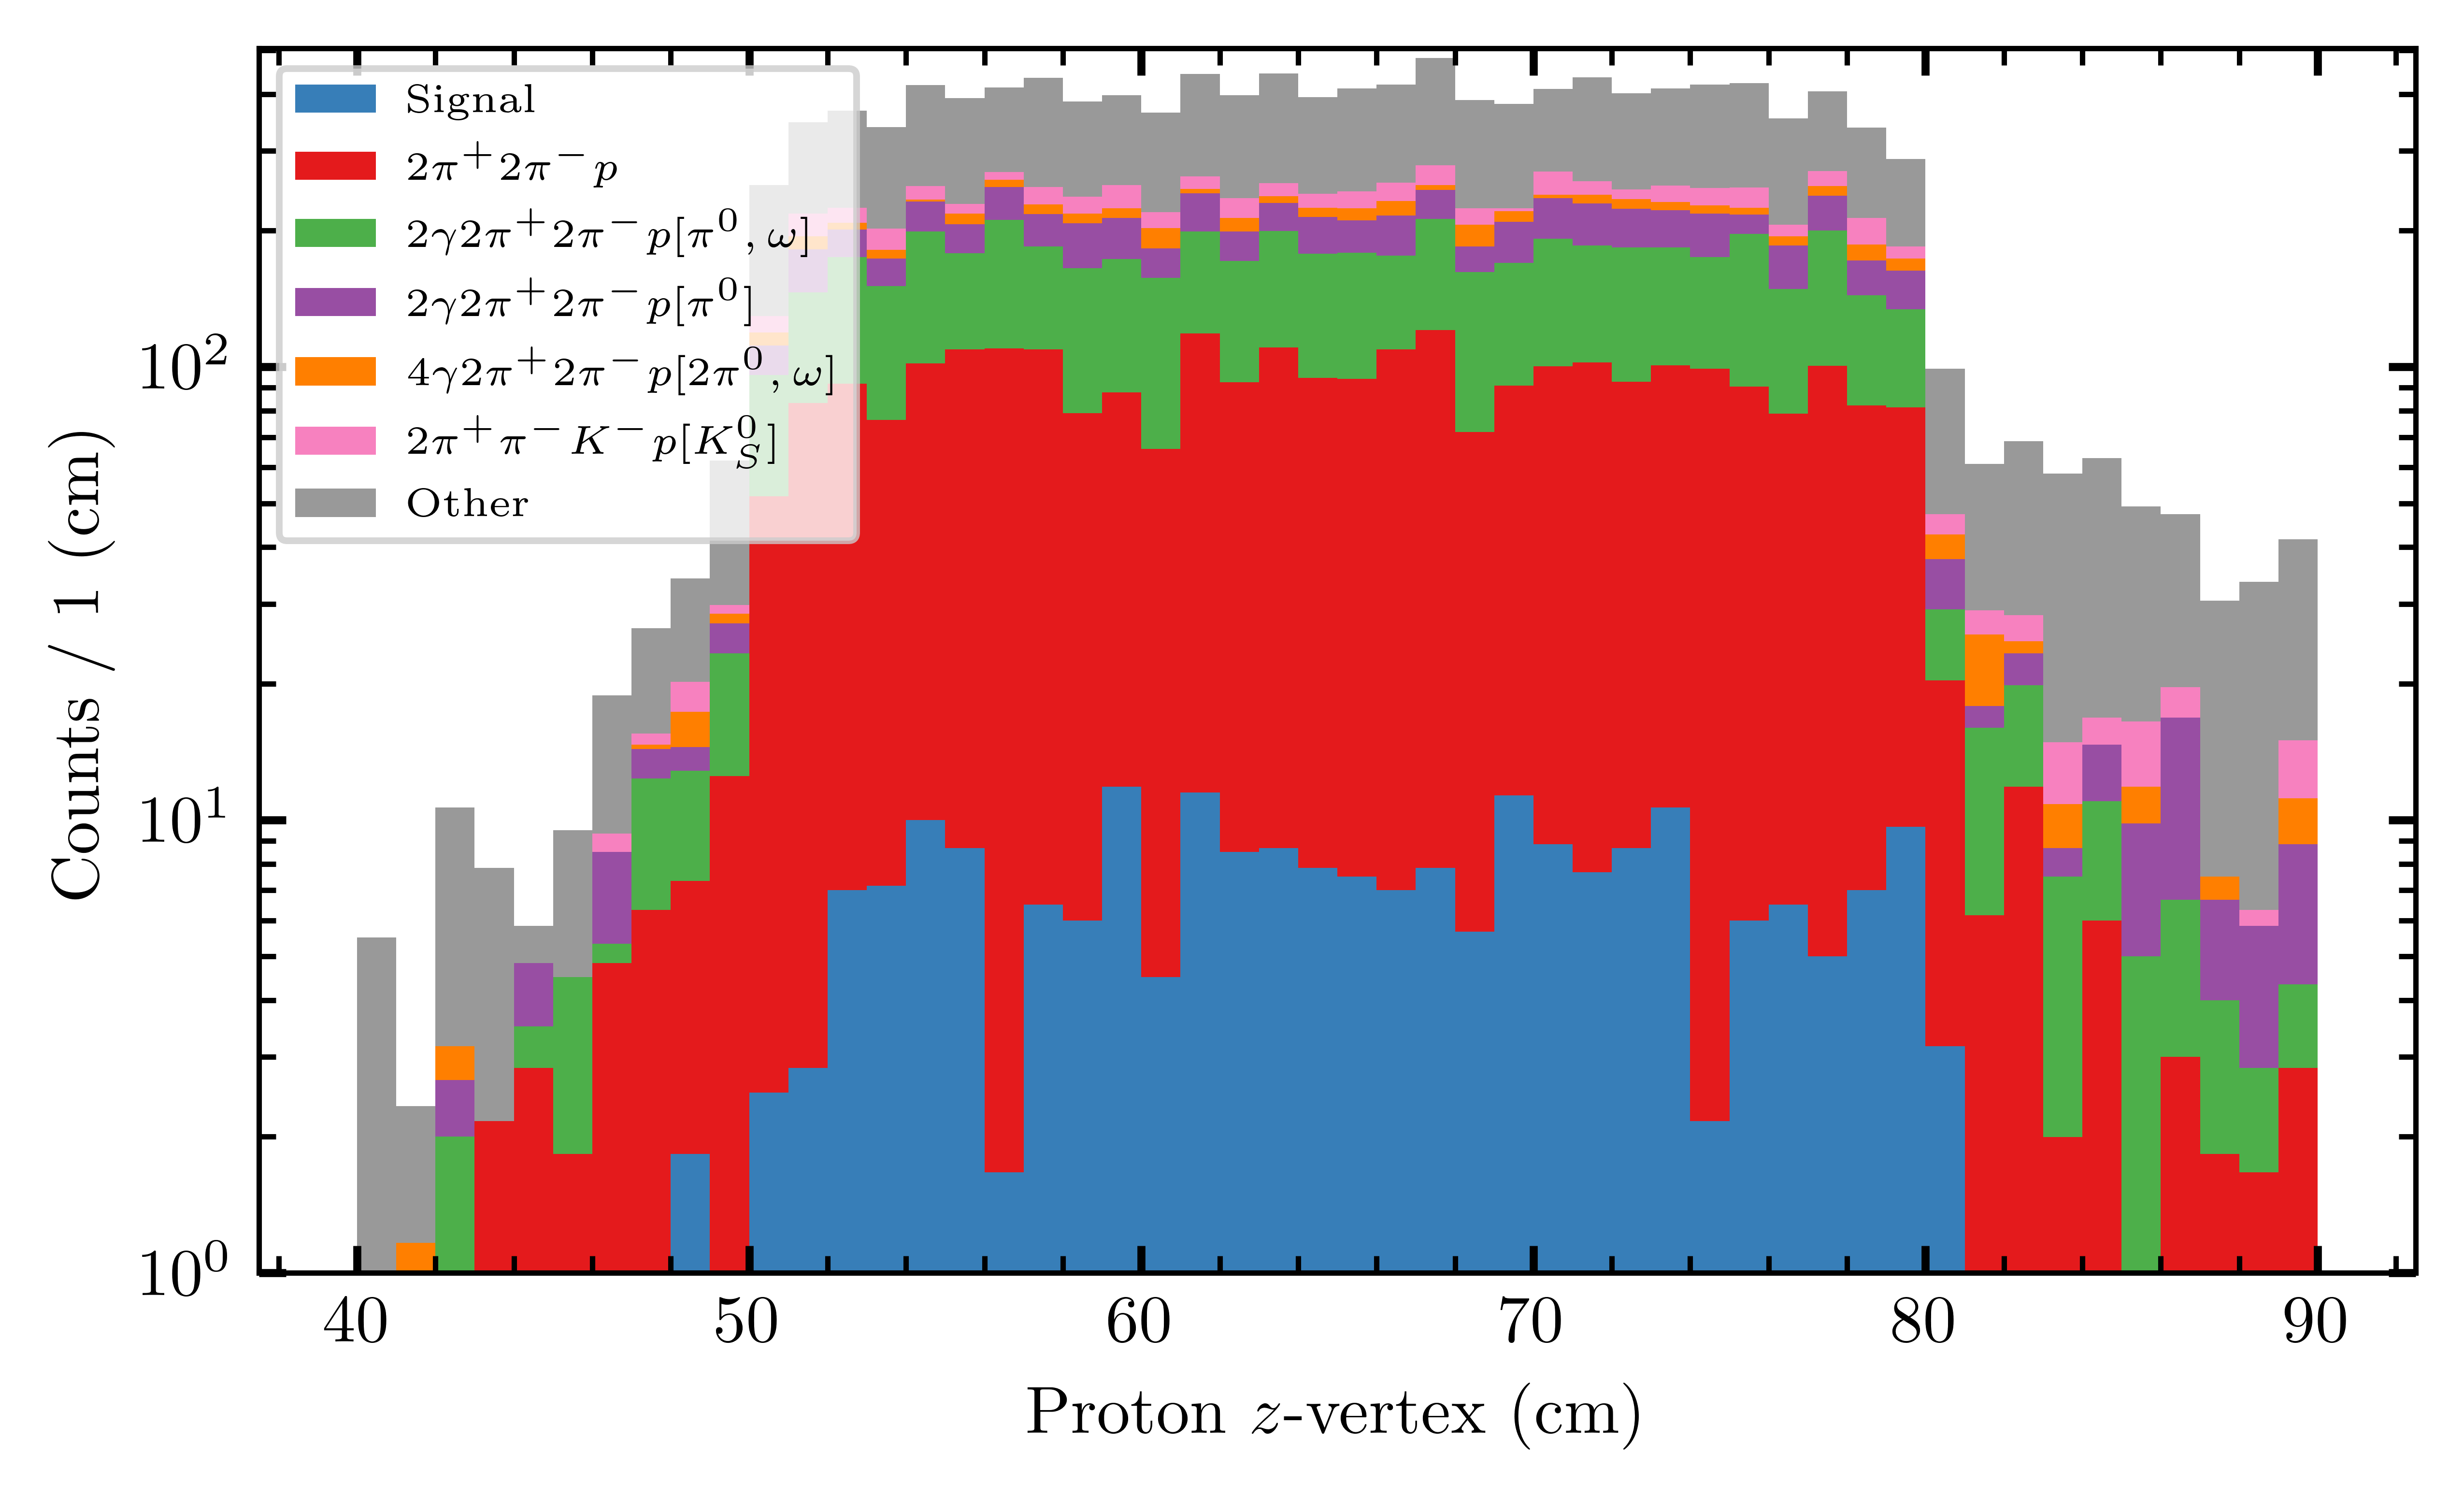 Signal
2π⁺2π⁻p
2γ2π⁺2π⁻p[π⁰, ω]
2γ2π⁺2π⁻p[π⁰]
4γ2π⁺2π⁻p[2π⁰, ω]
2π⁺π⁻K⁻p[K_S⁰]
Other
Counts / 1 (cm)
10²
10¹
10⁰
40 50 60 70 80 90
Proton z-vertex (cm)